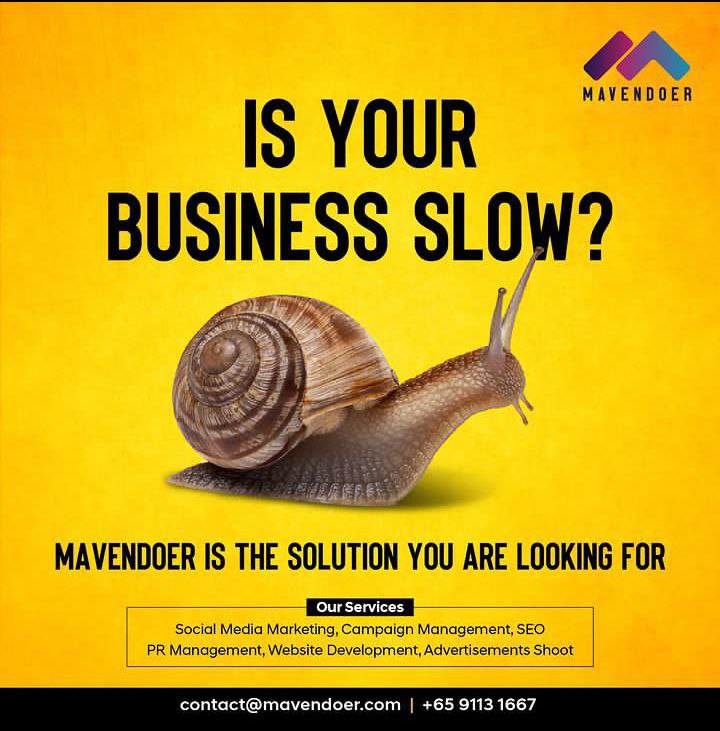 MAVENDOER
IS YOUR
BUSINESS SLOW?
MAVENDOER IS THE SOLUTION YOU ARE LOOKING FOR
Our Services
Social Media Marketing, Campaign Management, SEO
PR Management, Website Development, Advertisements Shoot
contact@mavendoer.com | +65 9113 1667